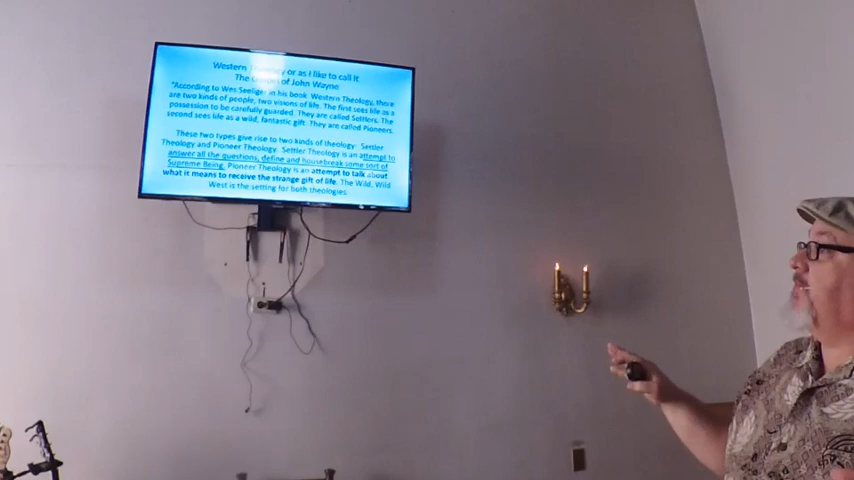 Western Theology or as I like to call it
The Gospel of John Wayne
"According to Wes Seeliger in his book Western Theology, there
are two kinds of people, two visions of life. The first sees life as a
possession to be carefully guarded. They are called Settlers. The
second sees life as a wild, fantastic gift. They are called Pioneers.
These two types give rise to two kinds of theology: Settler
Theology and Pioneer Theology. Settler Theology is an attempt to
answer all the questions, define and housebreak some sort of
Supreme Being. Pioneer Theology is an attempt to talk about
what it means to receive the strange gift of life. The Wild, Wild
West is the setting for both theologies.